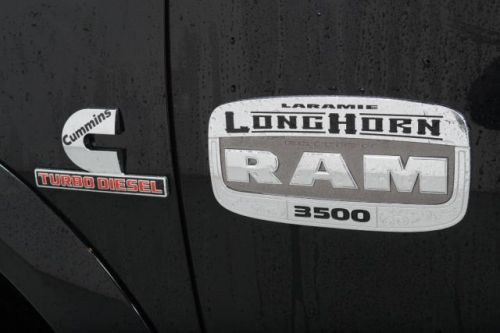 Cummins
TURBO DIESEL
LARAMIE
LONGHORN
RAM
3500